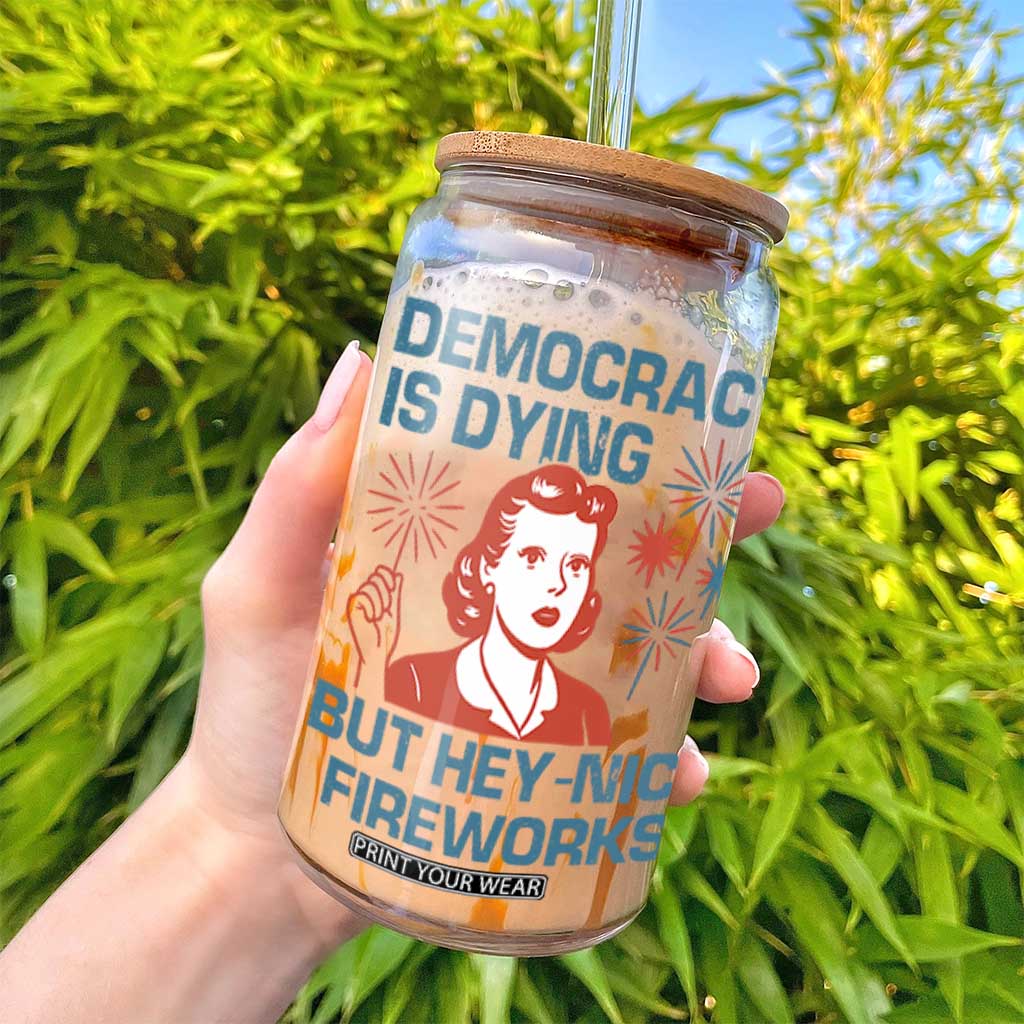 DEMOCRAC
IS DYING
BUT HEY-NIC
FIREWORKS
PRINT YOUR WEAR